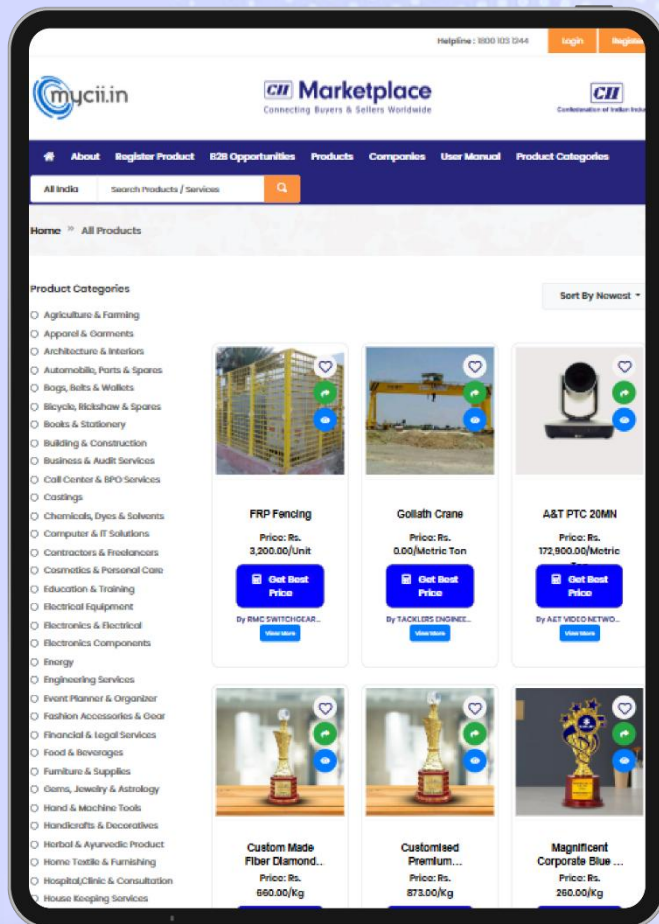 Helpline : 1800 103 1244
Login
Register
mycii.in
CII Marketplace
Connecting Buyers & Sellers Worldwide
CII
Confederation of Indian Indu
About Register Product B2B Opportunities Products Companies User Manual Product Categories
All India Search Products / Services
Home » All Products
Product Categories
Sort By Newest
Agriculture & Farming
Apparel & Garments
Architecture & Interiors
Automobile, Parts & Spares
Bags, Belts & Wallets
Bicycle, Rickshaw & Spares
Books & Stationery
Building & Construction
Business & Audit Services
Call Center & BPO Services
Castings
Chemicals, Dyes & Solvents
Computer & IT Solutions
Contractors & Freelancers
Cosmetics & Personal Care
Education & Training
Electrical Equipment
Electronics & Electrical
Electronics Components
Energy
Engineering Services
Event Planner & Organizer
Fashion Accessories & Gear
Financial & Legal Services
Food & Beverages
Furniture & Supplies
Gems, Jewelry & Astrology
Hand & Machine Tools
Handicrafts & Decoratives
Herbal & Ayurvedic Product
Home Textile & Furnishing
Hospital,Clinic & Consultation
House Keeping Services
FRP Fencing
Price: Rs.
3,200.00/Unit
Get Best
Price
By RMC SWITCHGEAR..
View More
Goliath Crane
Price: Rs.
0.00/Metric Ton
Get Best
Price
By TACKLERS ENGINEE..
View More
A&T PTC 20MN
Price: Rs.
172,900.00/Metric
Ton
Get Best
Price
By A&T VIDEO NETWO..
View More
Custom Made
Fiber Diamond...
Price: Rs.
660.00/Kg
Customised
Premium...
Price: Rs.
873.00/Kg
Magnificent
Corporate Blue ...
Price: Rs.
260.00/Kg